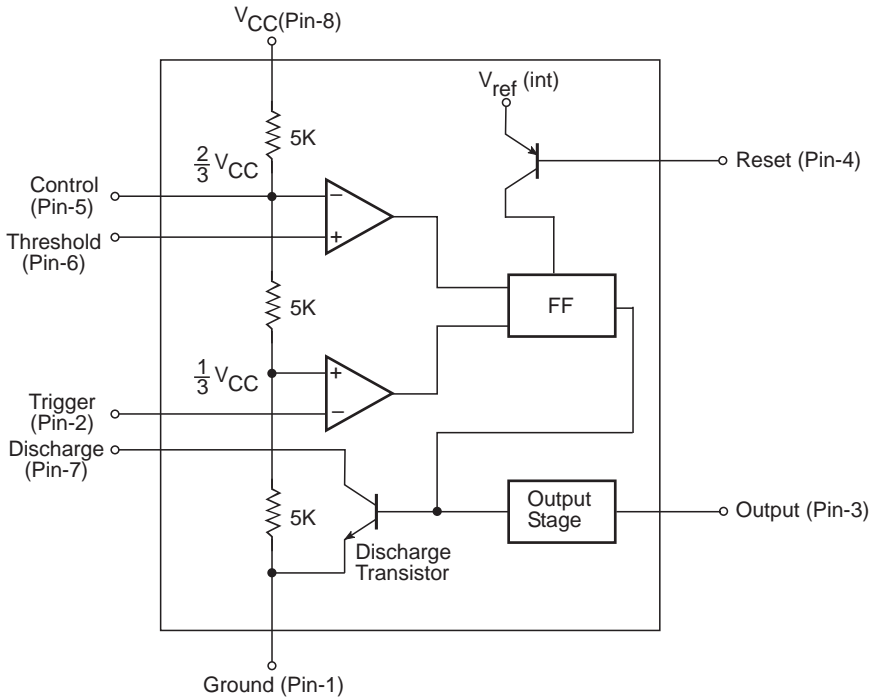 VCC(Pin-8)
Vref (int)
5K
2/3 VCC
Reset (Pin-4)
Control
(Pin-5)
−
Threshold
(Pin-6)
+
5K
FF
1/3 VCC
+
Trigger
(Pin-2)
−
Discharge
(Pin-7)
5K
Output
Stage
Output (Pin-3)
Discharge
Transistor
Ground (Pin-1)